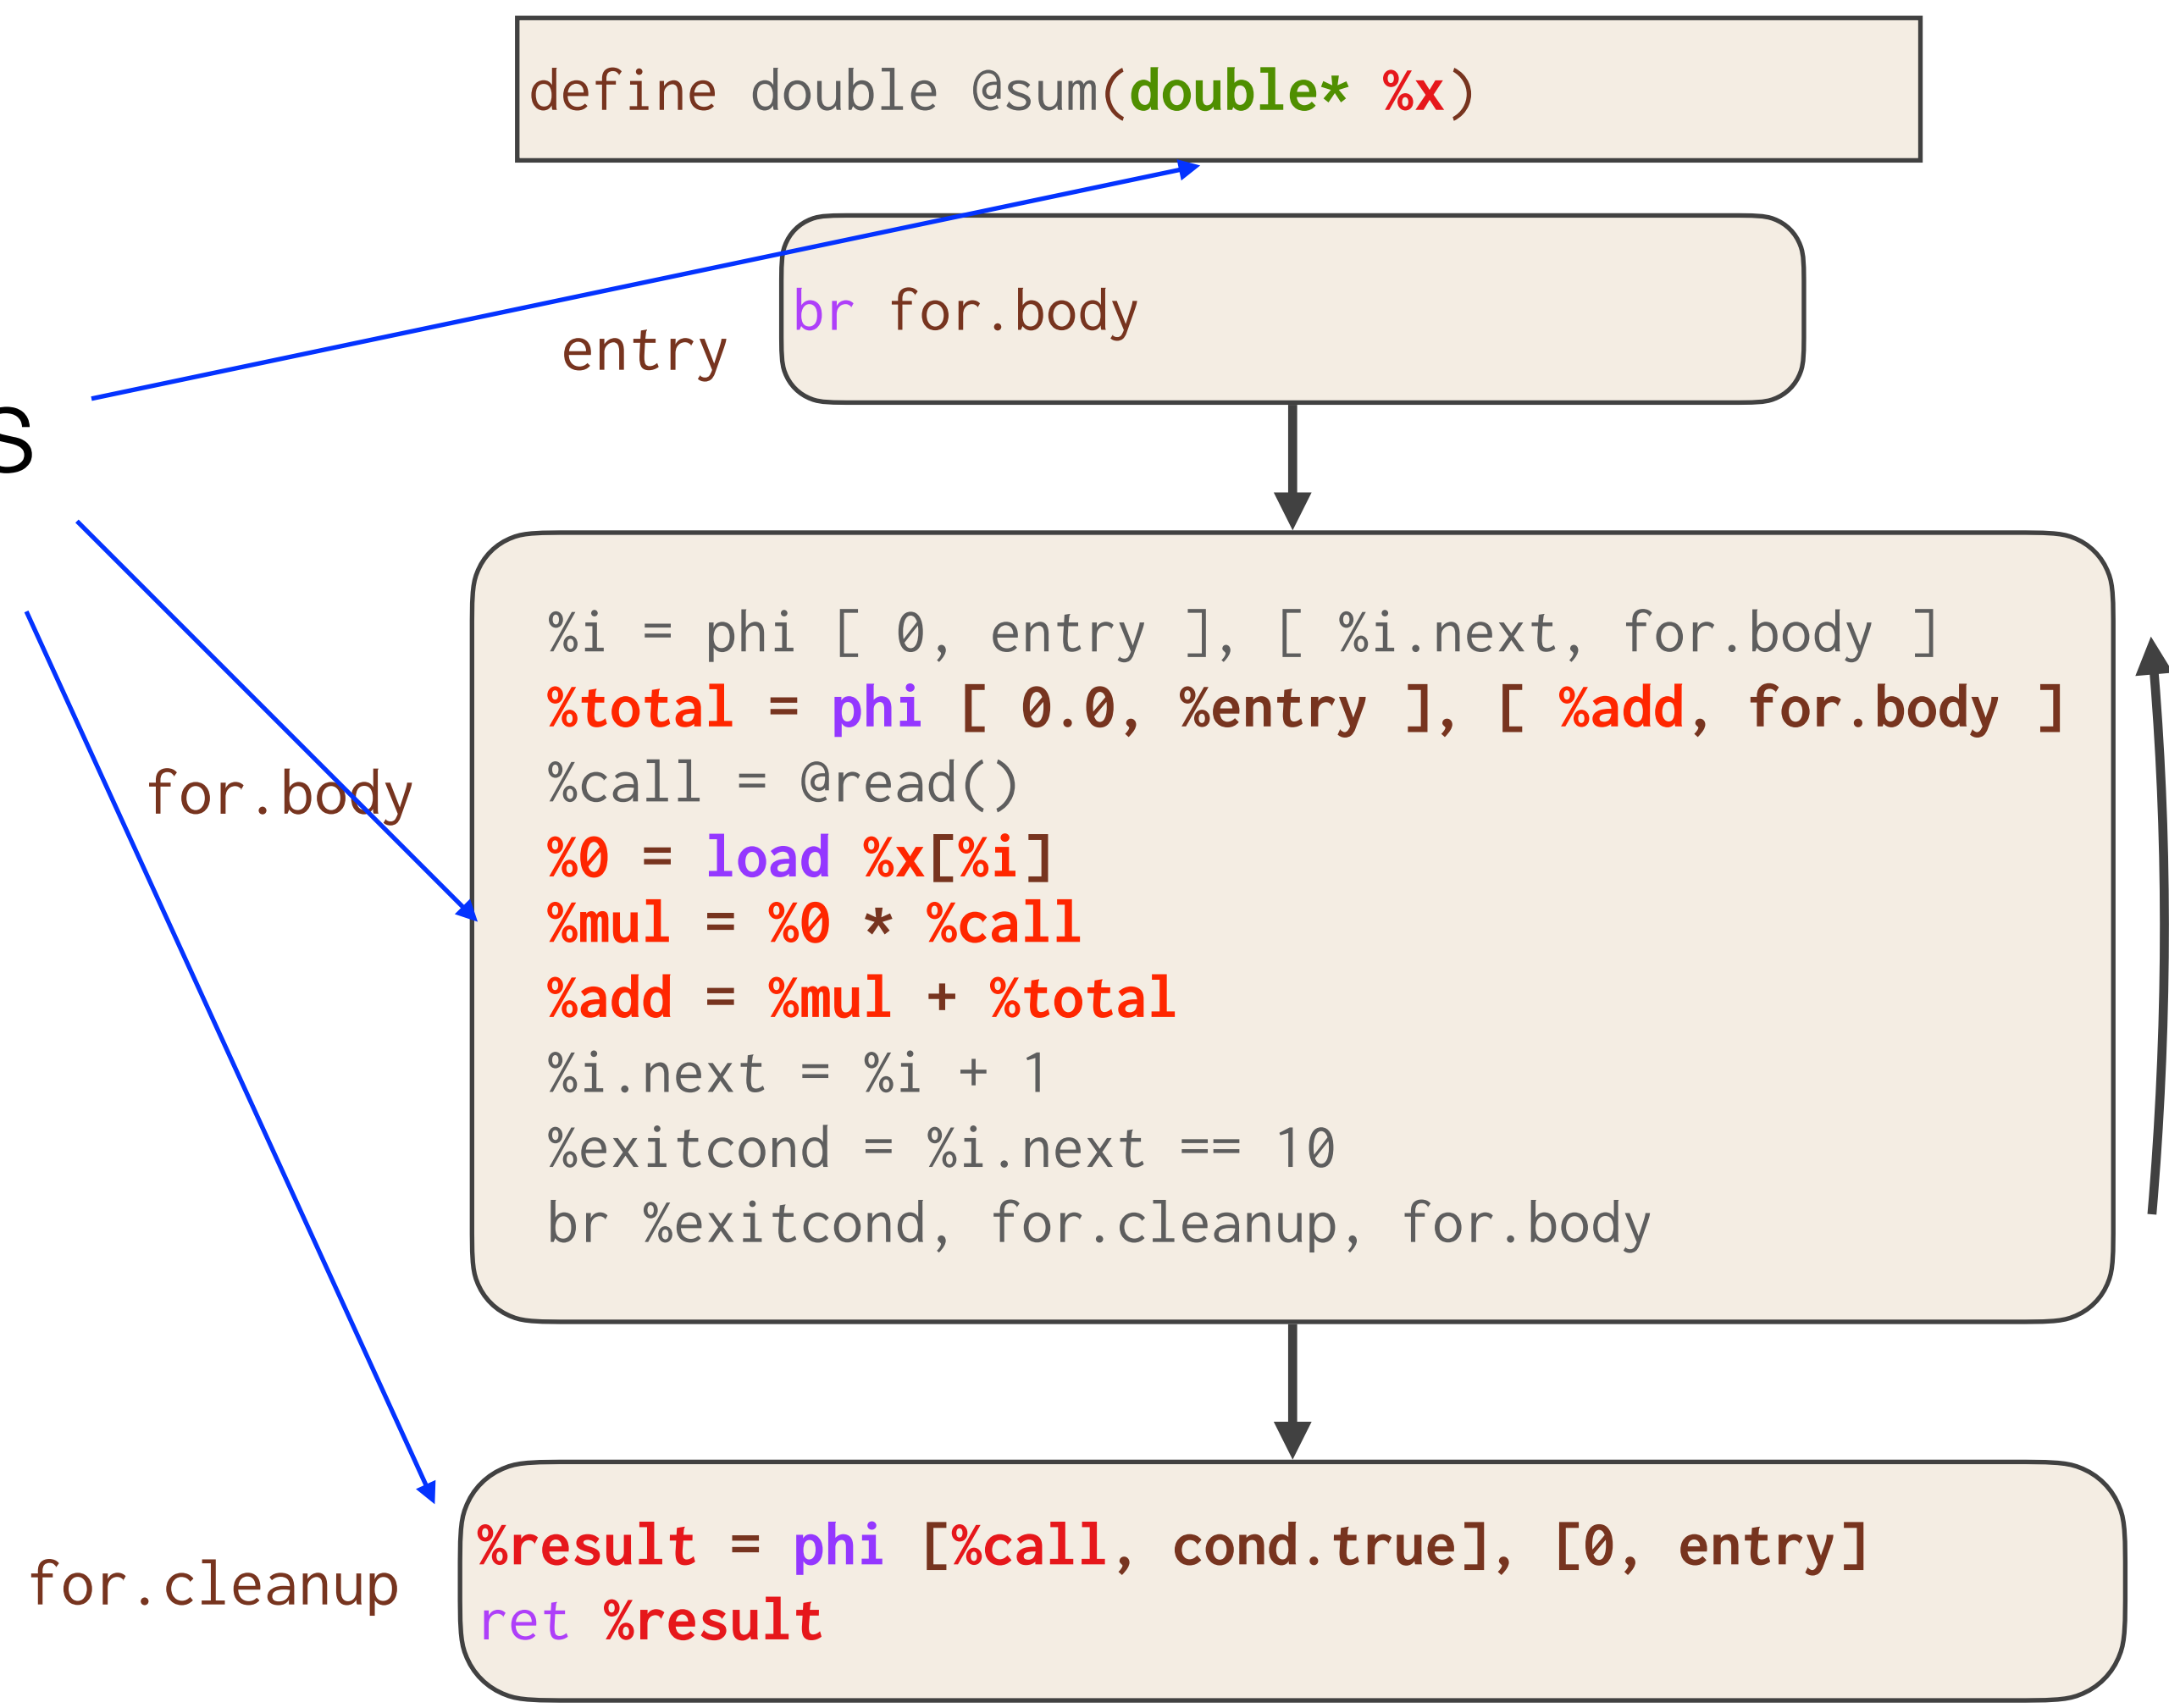 define double @sum(double* %x)
br for.body
entry
S
%i = phi [ 0, entry ], [ %i.next, for.body ]
%total = phi [ 0.0, %entry ], [ %add, for.body ]
%call = @read()
for.body
%0 = load %x[%i]
%mul = %0 * %call
%add = %mul + %total
%i.next = %i + 1
%exitcond = %i.next == 10
br %exitcond, for.cleanup, for.body
%result = phi [%call, cond.true], [0, entry]
for.cleanup
ret %result